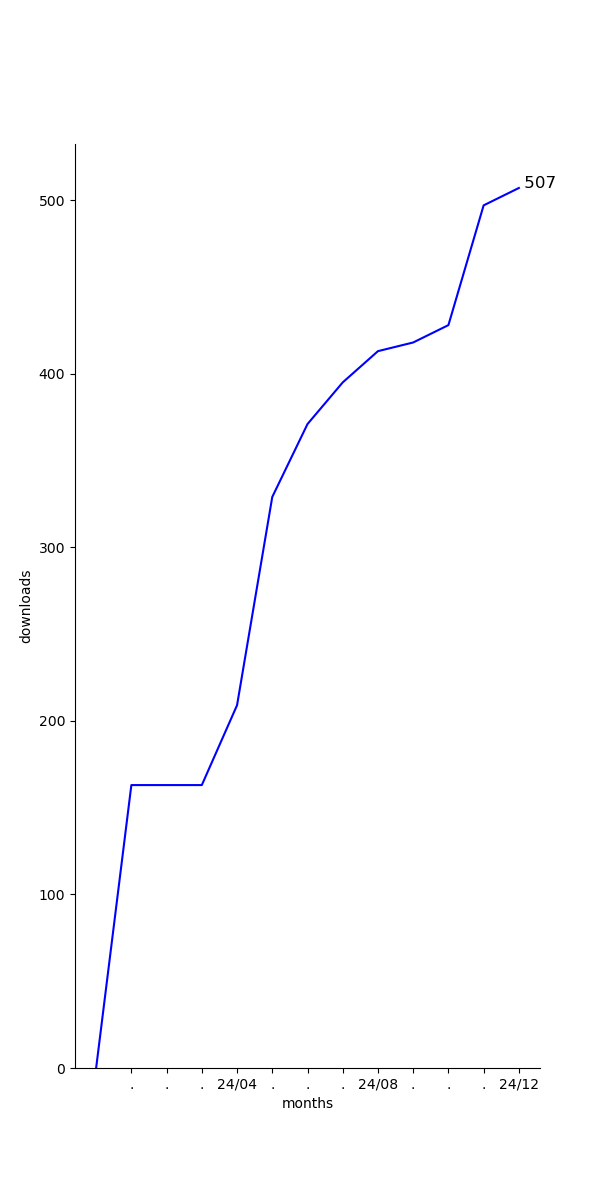 507
500
400
300
200
100
0
downloads
. . . 24/04 . . . 24/08 . . . 24/12
months